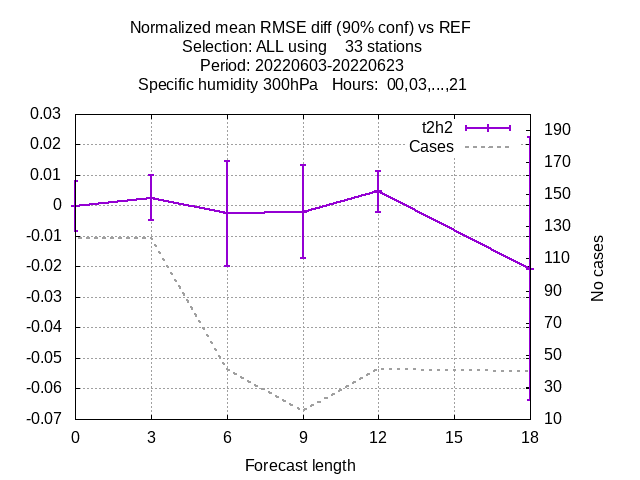 Normalized mean RMSE diff (90% conf) vs REF
Selection: ALL using    33 stations
Period: 20220603-20220623
Specific humidity 300hPa   Hours:  00,03,...,21
0.03
0.02
0.01
0
-0.01
-0.02
-0.03
-0.04
-0.05
-0.06
-0.07
t2h2
Cases
190
170
150
130
110
90
70
50
30
10
No cases
0 3 6 9 12 15 18
Forecast length